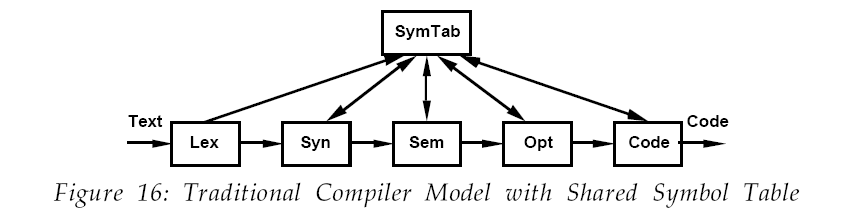 SymTab
Text
Code
Lex
Syn
Sem
Opt
Code
Figure 16: Traditional Compiler Model with Shared Symbol Table